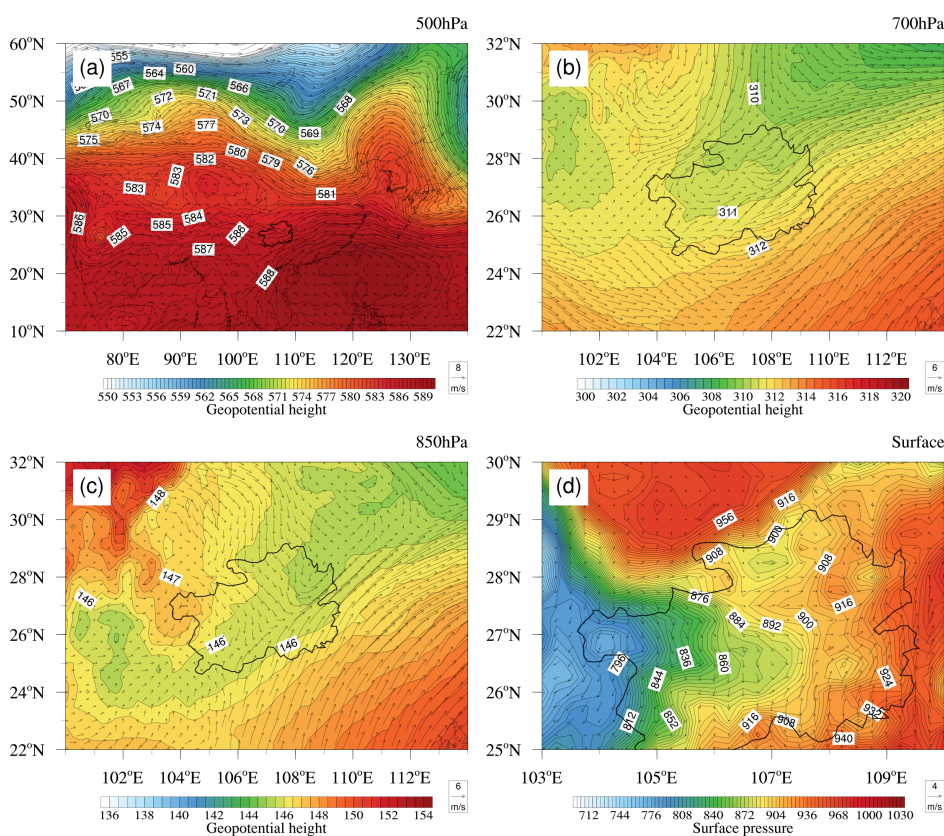 500hPa
(a)
60°N
50°N
40°N
30°N
20°N
10°N
555
564
560
567
566
568
572
571
570
573
570
569
575
574
577
582
580
579
576
583
583
581
586
585
585
584
586
587
588
80°E 90°E 100°E 110°E 120°E 130°E
550 553 556 559 562 565 568 571 574 577 580 583 586 589
Geopotential height
8
m/s
700hPa
(b)
32°N
30°N
28°N
26°N
24°N
22°N
310
311
312
102°E 104°E 106°E 108°E 110°E 112°E
300 302 304 306 308 310 312 314 316 318 320
Geopotential height
6
m/s
850hPa
(c)
32°N
30°N
28°N
26°N
24°N
22°N
148
147
146
146
146
102°E 104°E 106°E 108°E 110°E 112°E
136 138 140 142 144 146 148 150 152 154
Geopotential height
6
m/s
Surface
(d)
30°N
29°N
28°N
27°N
26°N
25°N
916
956
900
908
908
876
916
884
892
900
836
860
796
844
924
812
852
916
908
932
940
103°E 105°E 107°E 109°E
712 744 776 808 840 872 904 936 968 1000 1030
Surface pressure
4
m/s